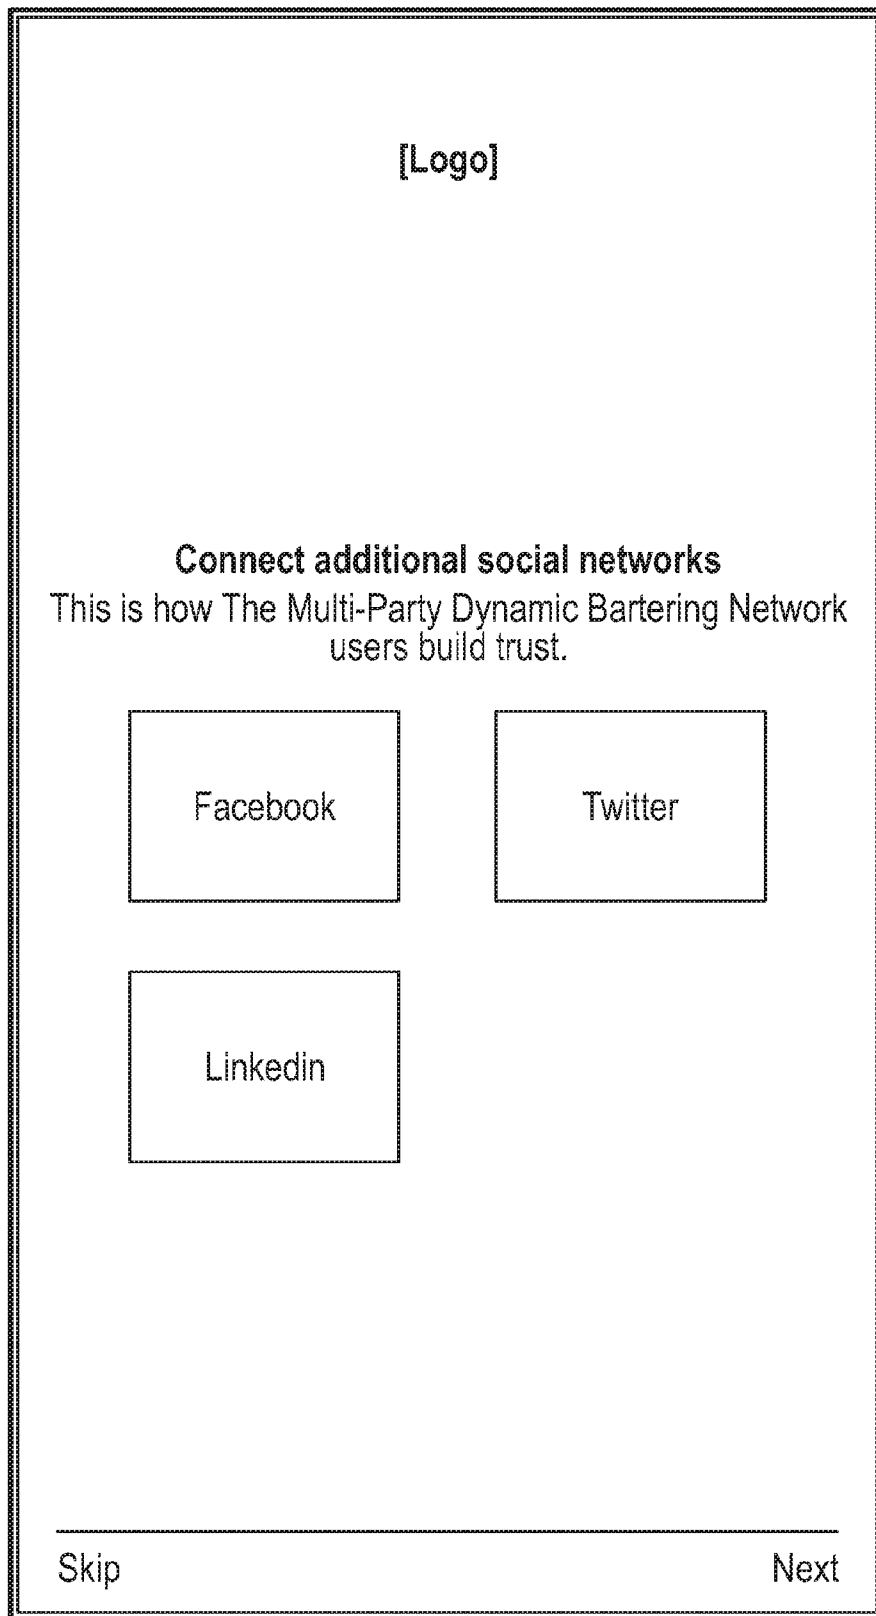 [Logo]
Connect additional social networks
This is how The Multi-Party Dynamic Bartering Network
users build trust.
Facebook
Twitter
Linkedin
Skip
Next